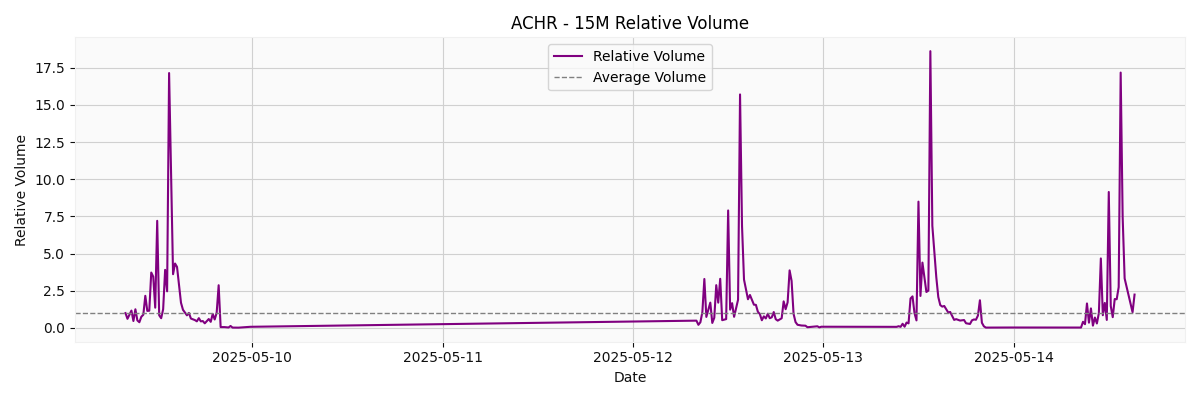 ACHR - 15M Relative Volume
Relative Volume
Average Volume
Relative Volume
17.5
15.0
12.5
10.0
7.5
5.0
2.5
0.0
2025-05-10
2025-05-11
2025-05-12
2025-05-13
2025-05-14
Date